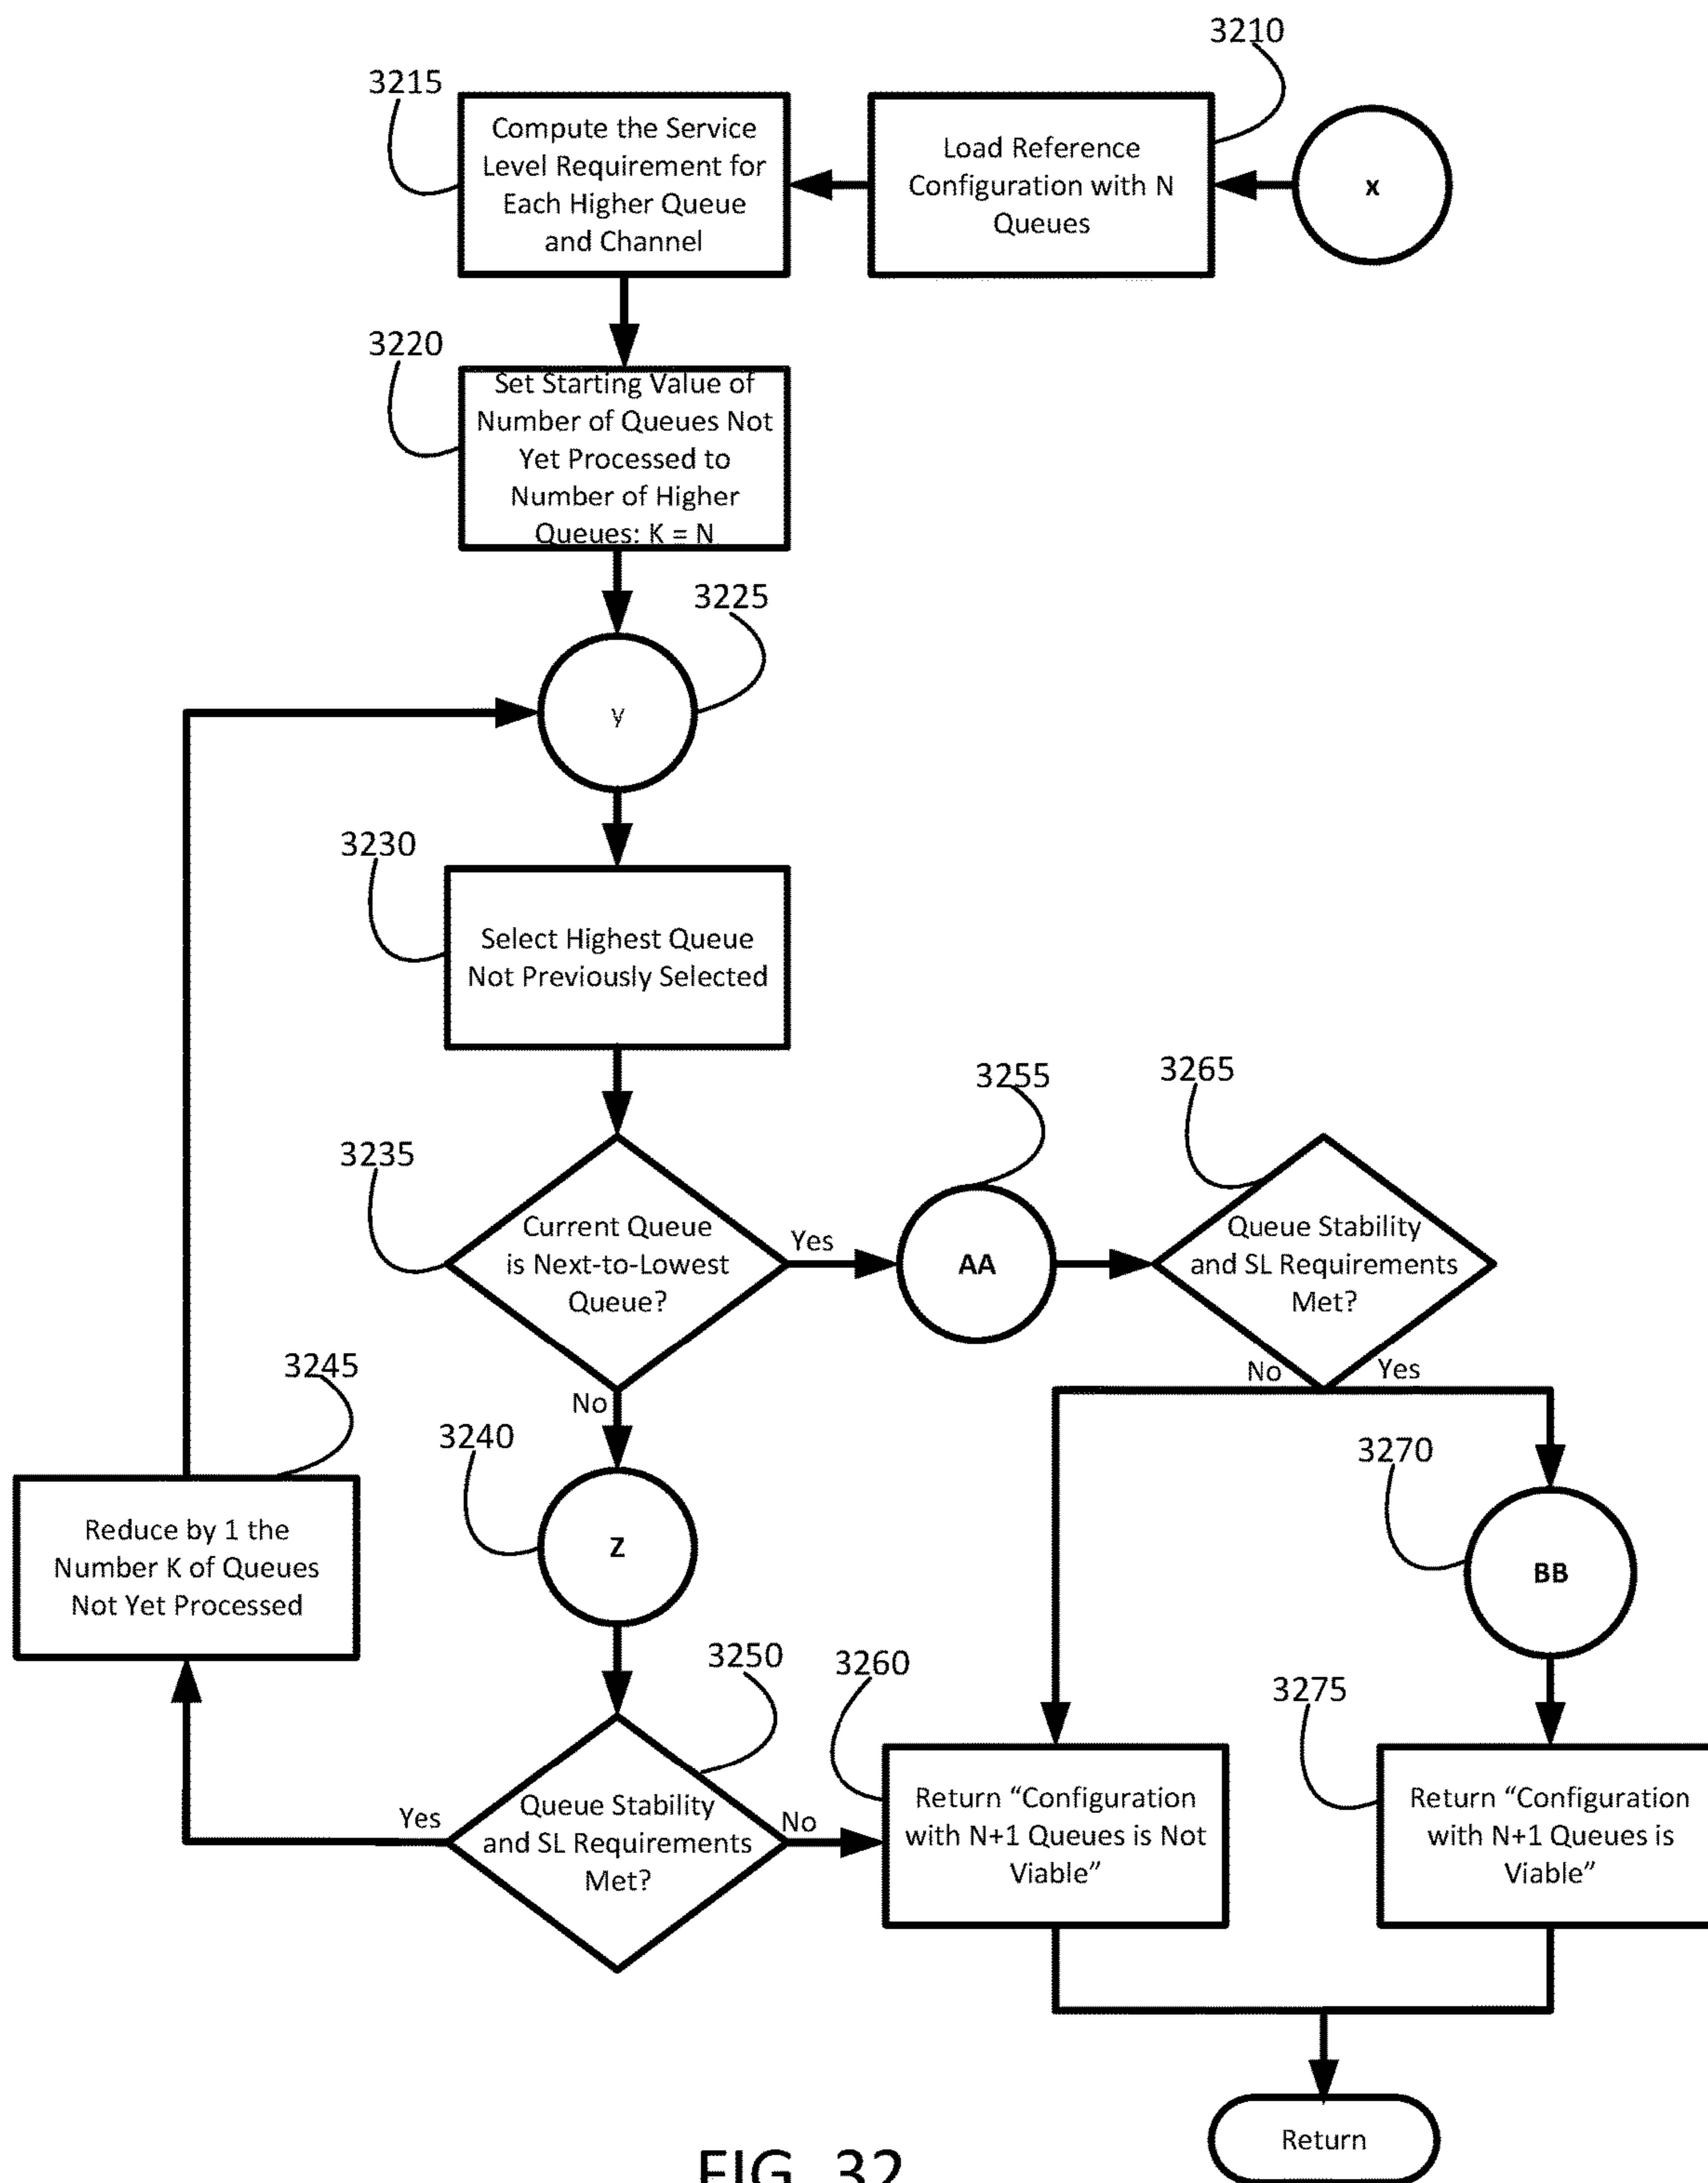 3210
3215
Compute the Service
Level Requirement for
Each Higher Queue
and Channel
Load Reference
Configuration with N
Queues
x
3220
Set Starting Value of
Number of Queues Not
Yet Processed to
Number of Higher
Queues: K = N
3225
y
3230
Select Highest Queue
Not Previously Selected
3235
Current Queue
is Next-to-Lowest
Queue?
Yes
3255
AA
3265
Queue Stability
and SL Requirements
Met?
No
Yes
No
3245
Reduce by 1 the
Number K of Queues
Not Yet Processed
3240
Z
3270
BB
3250
Queue Stability
and SL Requirements
Met?
Yes
No
3260
Return “Configuration
with N+1 Queues is Not
Viable”
3275
Return “Configuration
with N+1 Queues is
Viable”
Return
FIG. 32